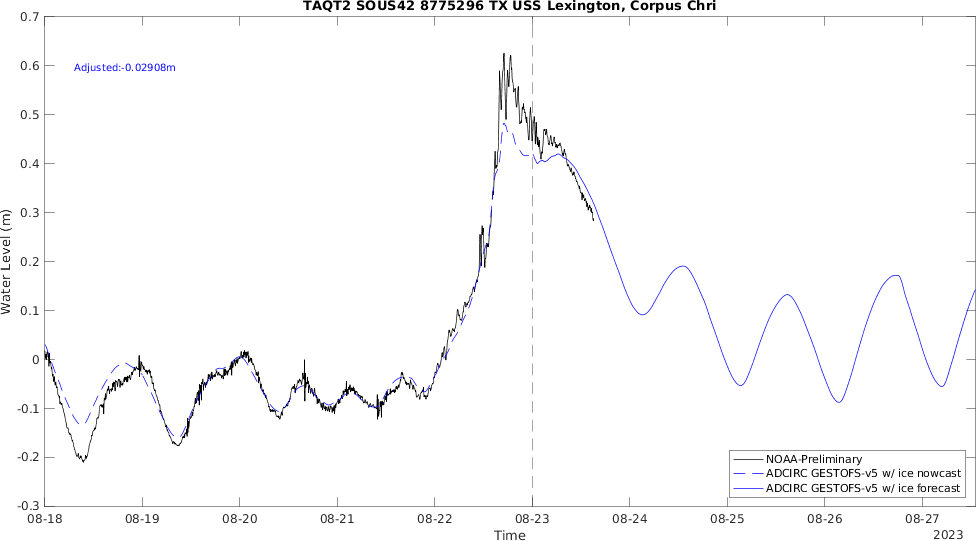 TAQT2 SOUS42 8775296 TX USS Lexington, Corpus Chri
0.7
0.6
0.5
0.4
0.3
0.2
0.1
0
-0.1
-0.2
-0.3
Water Level (m)
Adjusted:-0.02908m
NOAA-Preliminary
ADCIRC GESTOFS-v5 w/ ice nowcast
ADCIRC GESTOFS-v5 w/ ice forecast
08-18 08-19 08-20 08-21 08-22 08-23 08-24 08-25 08-26 08-27
Time
2023